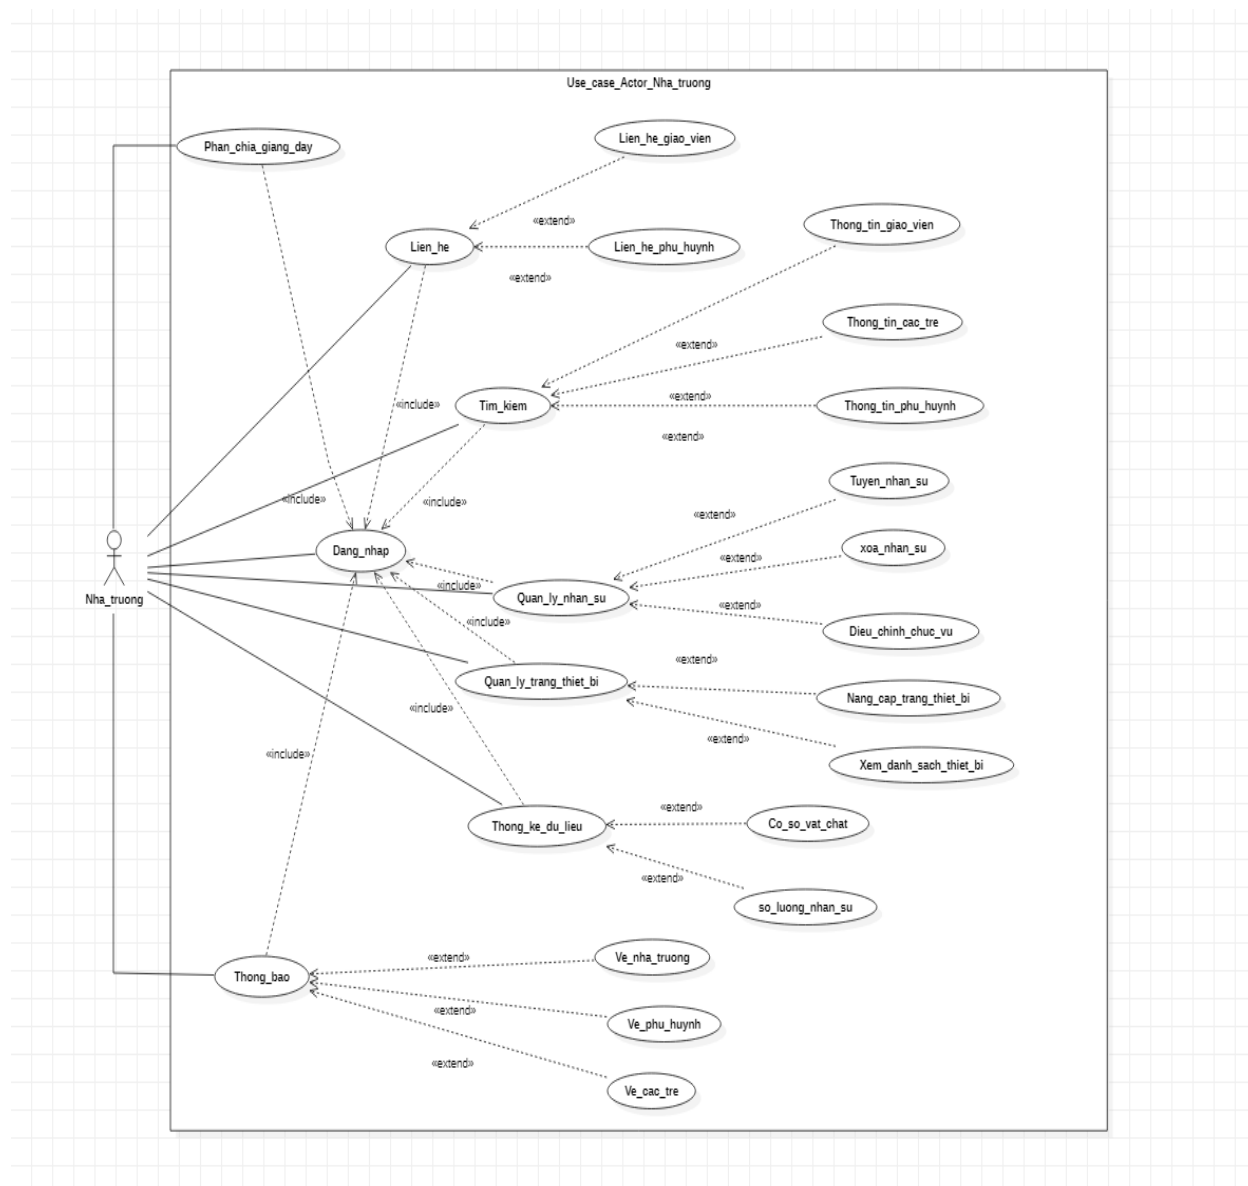 Use_case_Actor_Nha_truong
Lien_he_giao_vien
Phan_chia_giang_day
«extend»
Thong_tin_giao_vien
Lien_he
Lien_he_phu_huynh
«extend»
Thong_tin_cac_tre
«extend»
«extend»
«include»
Tim_kiem
Thong_tin_phu_huynh
«extend»
Tuyen_nhan_su
«include»
«include»
«extend»
Dang_nhap
xoa_nhan_su
«extend»
«include»
Nha_truong
Quan_ly_nhan_su
«extend»
«include»
Dieu_chinh_chuc_vu
«extend»
Quan_ly_trang_thiet_bi
Nang_cap_trang_thiet_bi
«include»
«extend»
«include»
Xem_danh_sach_thiet_bi
«extend»
Thong_ke_du_lieu
Co_so_vat_chat
«extend»
so_luong_nhan_su
«extend»
Ve_nha_truong
Thong_bao
«extend»
Ve_phu_huynh
«extend»
Ve_cac_tre